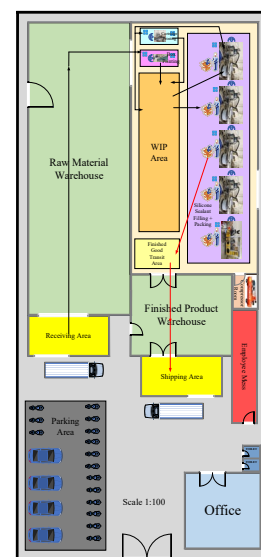 WIP
Area
Raw Material
Warehouse
Silicone
Sealant
Filling +
Packing
Finished
Good
Transit
Area
Finished Product
Warehouse
Receiving Area
Shipping Area
Employee Mess
Parking
Area
Scale 1:100
Office